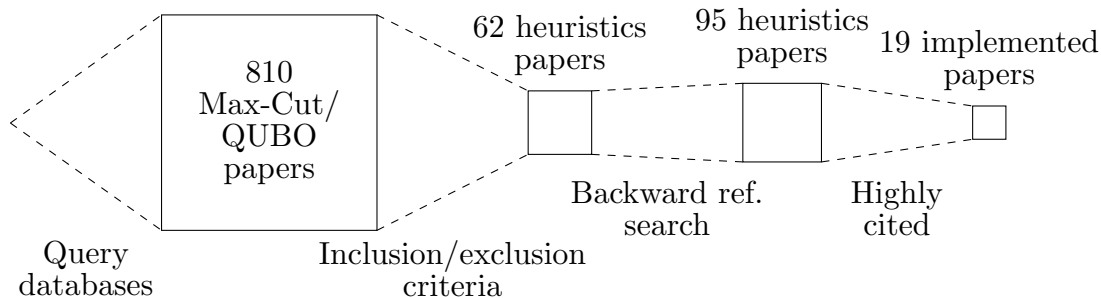 810
Max-Cut/
QUBO
papers
62 heuristics
papers
95 heuristics
papers
19 implemented
papers
Query
databases
Inclusion/exclusion
criteria
Backward ref.
search
Highly
cited